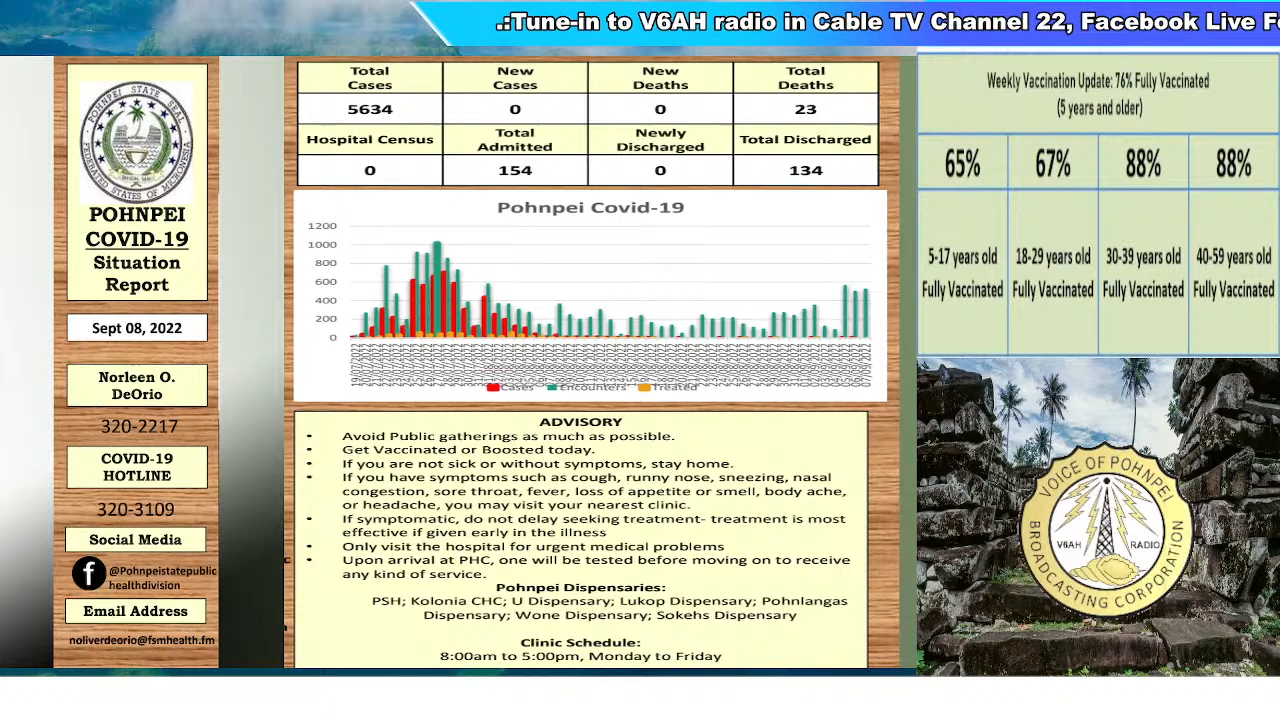 .:Tune-in to V6AH radio in Cable TV Channel 22, Facebook Live
POHNPEI STATE SEAL
FEDERATED STATES OF MICRONESIA
POHNPEI
COVID-19
Situation
Report
Sept 08, 2022
Norleen O.
DeOrio
320-2217
COVID-19
HOTLINE
320-3109
Social Media
@Pohnpeistatepublic
healthdivision
Email Address
noliverdeorio@fsmhealth.fm
Total Cases New Cases New Deaths Total Deaths
5634 0 0 23
Hospital Census Total Admitted Newly Discharged Total Discharged
0 154 0 134
Pohnpei Covid-19
1200
1000
800
600
400
200
0
Cases Encounters Treated
ADVISORY
• Avoid Public gatherings as much as possible.
• Get Vaccinated or Boosted today.
• If you are not sick or without symptoms, stay home.
• If you have symptoms such as cough, runny nose, sneezing, nasal
congestion, sore throat, fever, loss of appetite or smell, body ache,
or headache, you may visit your nearest clinic.
• If symptomatic, do not delay seeking treatment- treatment is most
effective if given early in the illness
• Only visit the hospital for urgent medical problems
• Upon arrival at PHC, one will be tested before moving on to receive
any kind of service.
Pohnpei Dispensaries:
PSH; Kolonia CHC; U Dispensary; Lukop Dispensary; Pohnlangas
Dispensary; Wone Dispensary; Sokehs Dispensary
Clinic Schedule:
8:00am to 5:00pm, Monday to Friday
Weekly Vaccination Update: 76% Fully Vaccinated
(5 years and older)
65% 67% 88% 88%
5-17 years old 18-29 years old 30-39 years old 40-59 years old
Fully Vaccinated Fully Vaccinated Fully Vaccinated Fully Vaccinated
VOICE OF POHNPEI
V6AH RADIO
BROADCASTING CORPORATION